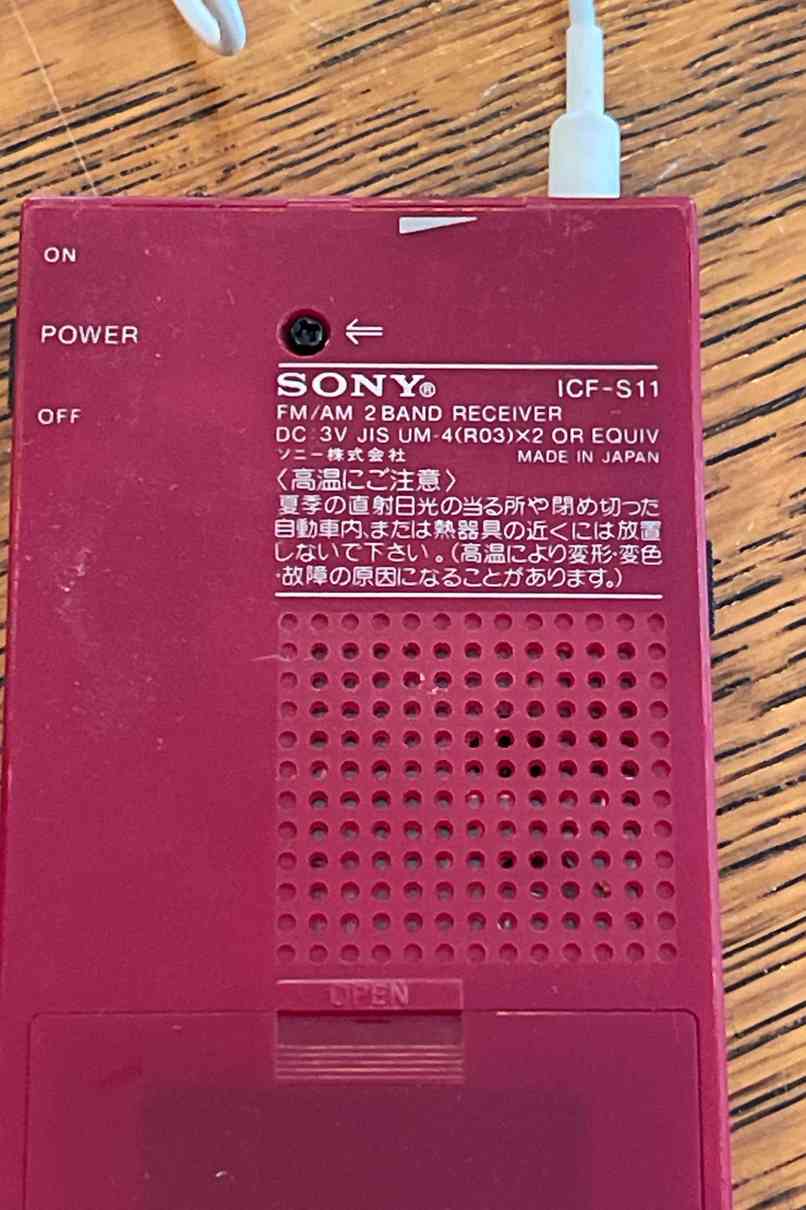 ON
POWER
OFF
SONY® ICF-S11
FM/AM 2 BAND RECEIVER
DC 3V JIS UM-4(R03)×2 OR EQUIV
ソニー株式会社 MADE IN JAPAN
〈高温にご注意〉
夏季の直射日光の当る所や閉め切った
自動車内、または熱器具の近くには放置
しないで下さい。(高温により変形・変色
・故障の原因になることがあります。)
OPEN